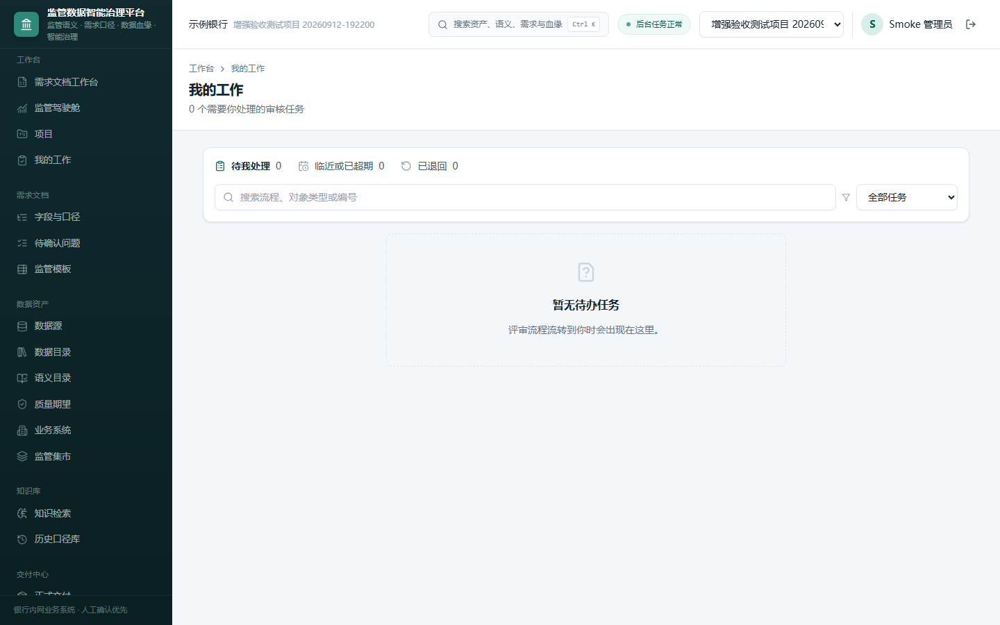 监管数据智能治理平台
监管语义 · 需求口径 · 数据血缘 ·
智能治理
示例银行 增强验收测试项目 20260912-192200
搜索资产、语义、需求与血缘 Ctrl K
后台任务正常
增强验收测试项目 202609
S Smoke 管理员
工作台
需求文档工作台
监管驾驶舱
项目
我的工作
需求文档
字段与口径
待确认问题
监管模板
数据资产
数据源
数据目录
语义目录
质量期望
业务系统
监管集市
知识库
知识检索
历史口径库
交付中心
正式交付
银行内网业务系统 · 人工确认优先
工作台 > 我的工作
我的工作
0 个需要你处理的审核任务
待我处理 0 临近或已超期 0 已退回 0
搜索流程、对象类型或编号
全部任务
暂无待办任务
评审流程流转到你时会出现在这里。